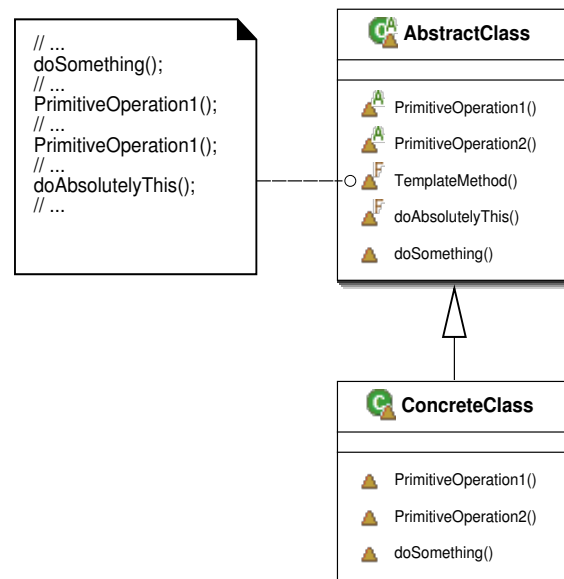 // ...
doSomething();
// ...
PrimitiveOperation1();
// ...
PrimitiveOperation1();
// ...
doAbsolutelyThis();
// ...
C A AbstractClass
A PrimitiveOperation1()
A PrimitiveOperation2()
F TemplateMethod()
F doAbsolutelyThis()
doSomething()
C ConcreteClass
PrimitiveOperation1()
PrimitiveOperation2()
doSomething()